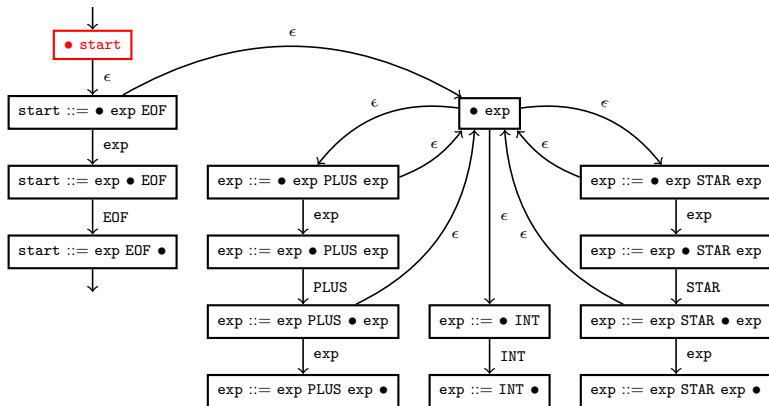 ● start
ϵ
ϵ
start ::= ● exp EOF
● exp
ϵ
ϵ
exp
ϵ
ϵ
start ::= exp ● EOF
exp ::= ● exp PLUS exp
exp ::= ● exp STAR exp
EOF
exp
ϵ
exp
ϵ
ϵ
start ::= exp EOF ●
exp ::= exp ● PLUS exp
exp ::= exp ● STAR exp
PLUS
STAR
exp ::= exp PLUS ● exp
exp ::= ● INT
exp ::= exp STAR ● exp
exp
INT
exp
exp ::= exp PLUS exp ●
exp ::= INT ●
exp ::= exp STAR exp ●